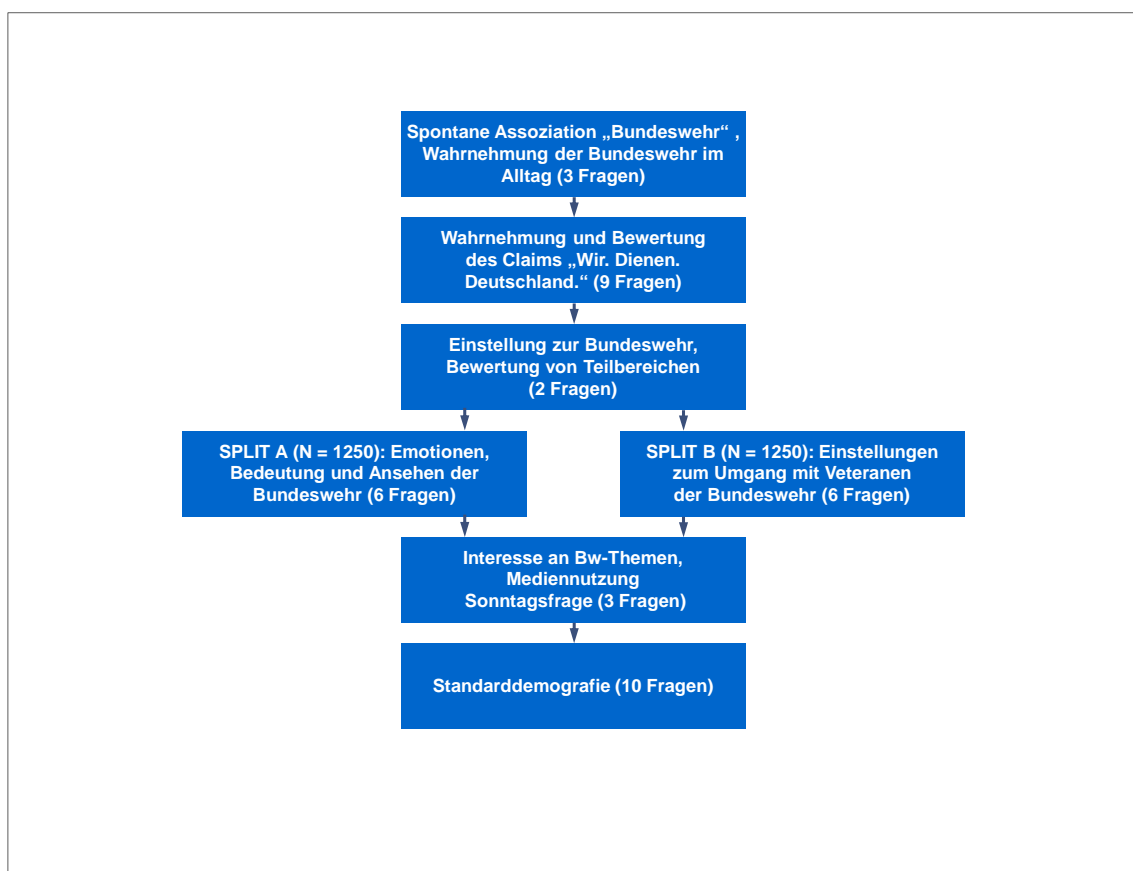 Spontane Assoziation „Bundeswehr“ ,
Wahrnehmung der Bundeswehr im
Alltag (3 Fragen)
Wahrnehmung und Bewertung
des Claims „Wir. Dienen.
Deutschland.“ (9 Fragen)
Einstellung zur Bundeswehr,
Bewertung von Teilbereichen
(2 Fragen)
SPLIT A (N = 1250): Emotionen,
Bedeutung und Ansehen der
Bundeswehr (6 Fragen)
SPLIT B (N = 1250): Einstellungen
zum Umgang mit Veteranen
der Bundeswehr (6 Fragen)
Interesse an Bw-Themen,
Mediennutzung
Sonntagsfrage (3 Fragen)
Standarddemografie (10 Fragen)